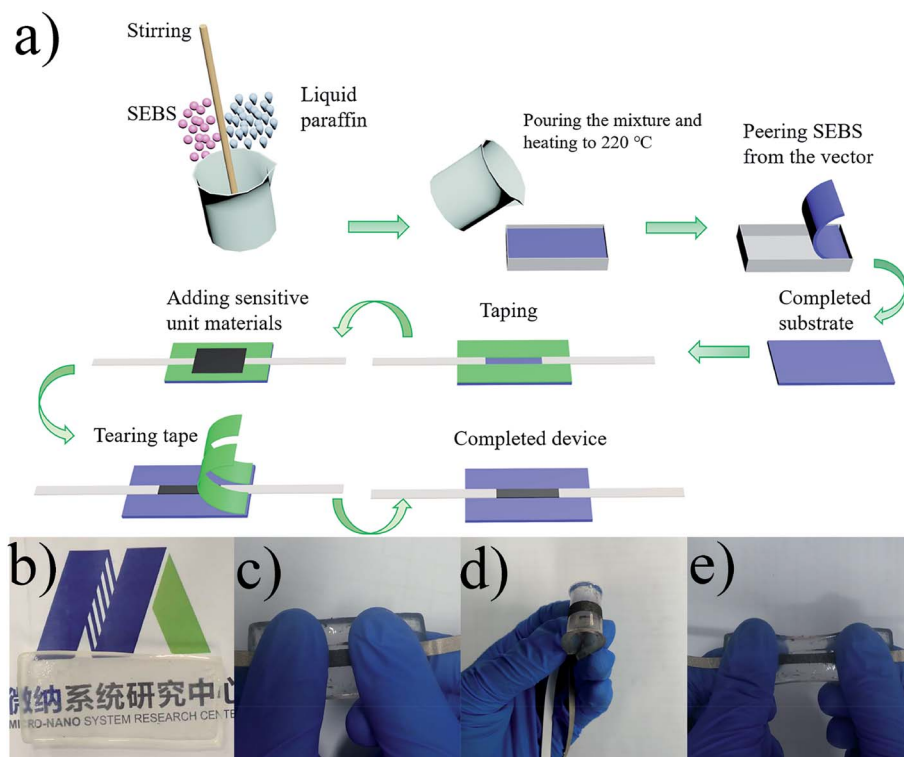 a)
Stirring
SEBS
Liquid
paraffin
Pouring the mixture and
heating to 220 °C
Peering SEBS
from the vector
Adding sensitive
unit materials
Taping
Completed
substrate
Tearing tape
Completed device
b)
c)
d)
e)
微纳系统研究中心
MICRO-NANO SYSTEM RESEARCH CENTE